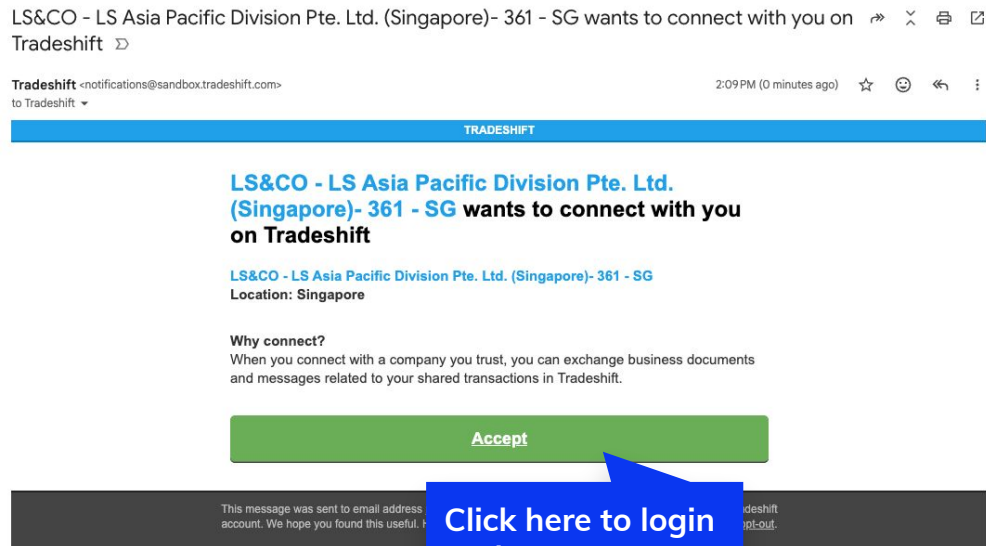 LS&CO - LS Asia Pacific Division Pte. Ltd. (Singapore)- 361 - SG wants to connect with you on
Tradeshift
Tradeshift <notifications@sandbox.tradeshift.com>
2:09 PM (0 minutes ago)
to Tradeshift
TRADESHIFT
LS&CO - LS Asia Pacific Division Pte. Ltd.
(Singapore)- 361 - SG wants to connect with you
on Tradeshift
LS&CO - LS Asia Pacific Division Pte. Ltd. (Singapore)- 361 - SG
Location: Singapore
Why connect?
When you connect with a company you trust, you can exchange business documents
and messages related to your shared transactions in Tradeshift.
Accept
This message was sent to email address
account. We hope you found this useful.
opt-out.
Click here to login